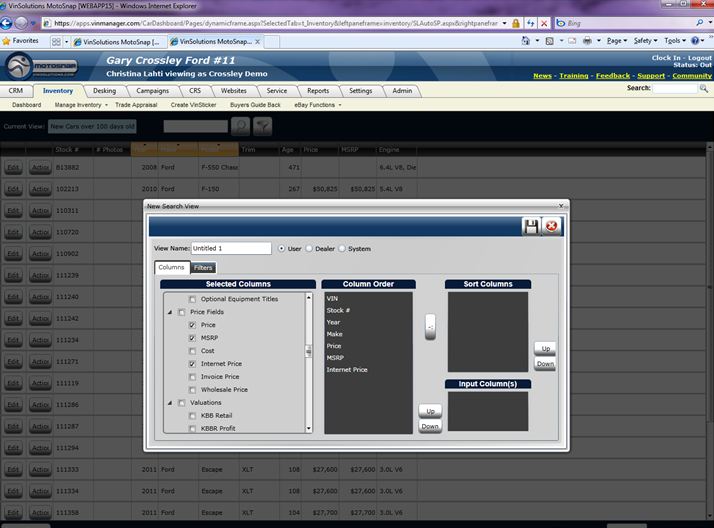 VinSolutions MotoSnap [WEBAPP15] - Windows Internet Explorer
https://apps.vinmanager.com/CarDashboard/Pages/dynamicframe.aspx?SelectedTab=t_Inventory&leftpaneframe=inventory/SLAutoSP.aspx&rightpanefram
Bing
Favorites VinSolutions MotoSnap [... VinSolutions MotoSnap... Page Safety Tools
MOTOSNAP
VINSOLUTIONS
Gary Crossley Ford #11
Christina Lahti viewing as Crossley Demo
Clock In - Logout
Status: Out
News - Training - Feedback - Support - Community
CRM Inventory Desking Campaigns CRS Websites Service Reports Settings Admin Search:
Dashboard Manage Inventory Trade Appraisal Create VinSticker Buyers Guide Back eBay Functions
Current View: New Cars over 100 days old
Stock # # Photos Year Make Model Trim Age Price MSRP Engine
Edit Action 813882 2008 Ford F-550 Chass 471 6.4L V8, Die
Edit Action 102213 2010 Ford F-150 267 $50,825 $50,825 5.4L V8
Edit Action 110311
Edit Action 110720
Edit Action 110902
Edit Action 111239
Edit Action 111240
Edit Action 111242
Edit Action 111234
Edit Action 111271
Edit Action 111119
Edit Action 111286
Edit Action 111287
Edit Action 111294
Edit Action 111333 2011 Ford Escape XLT 108 $27,600 $27,600 3.0L V6
Edit Action 111334 2011 Ford Escape XLT 108 $27,600 $27,600 3.0L V6
Edit Action 111358 2011 Ford Escape XLT 104 $27,700 $27,700 3.0L V6
New Search View x
View Name: Untitled 1 User Dealer System
Columns Filters
Selected Columns
Optional Equipment Titles
Price Fields
Price
MSRP
Cost
Internet Price
Invoice Price
Wholesale Price
Valuations
KBB Retail
KBBR Profit
Column Order
VIN
Stock #
Year
Make
Price
MSRP
Internet Price
Up
Down
Sort Columns
Up
Down
Input Column(s)